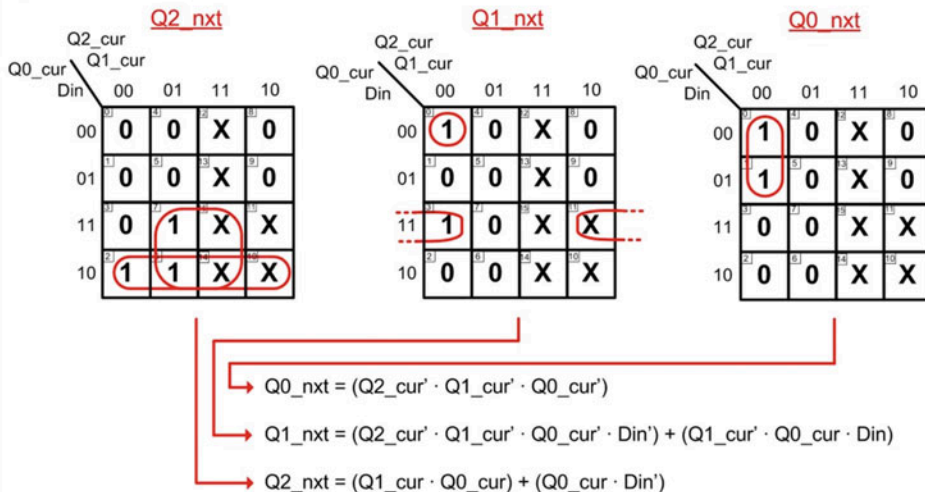 Q2_nxt Q1_nxt Q0_nxt
Q2_cur Q2_cur Q2_cur
Q0_cur Q1_cur Q0_cur Q1_cur Q0_cur Q1_cur
Din 00 01 11 10 Din 00 01 11 10 Din 00 01 11 10
00 0 0 X 0 00 1 0 X 0 00 1 0 X 0
01 0 0 X 0 01 0 0 X 0 01 1 0 X 0
11 0 1 X X 11 1 0 X X 11 0 0 X X
10 1 1 X X 10 0 0 X X 10 0 0 X X
Q0_nxt = (Q2_cur' · Q1_cur' · Q0_cur')
Q1_nxt = (Q2_cur' · Q1_cur' · Q0_cur' · Din') + (Q1_cur' · Q0_cur · Din)
Q2_nxt = (Q1_cur · Q0_cur) + (Q0_cur · Din')